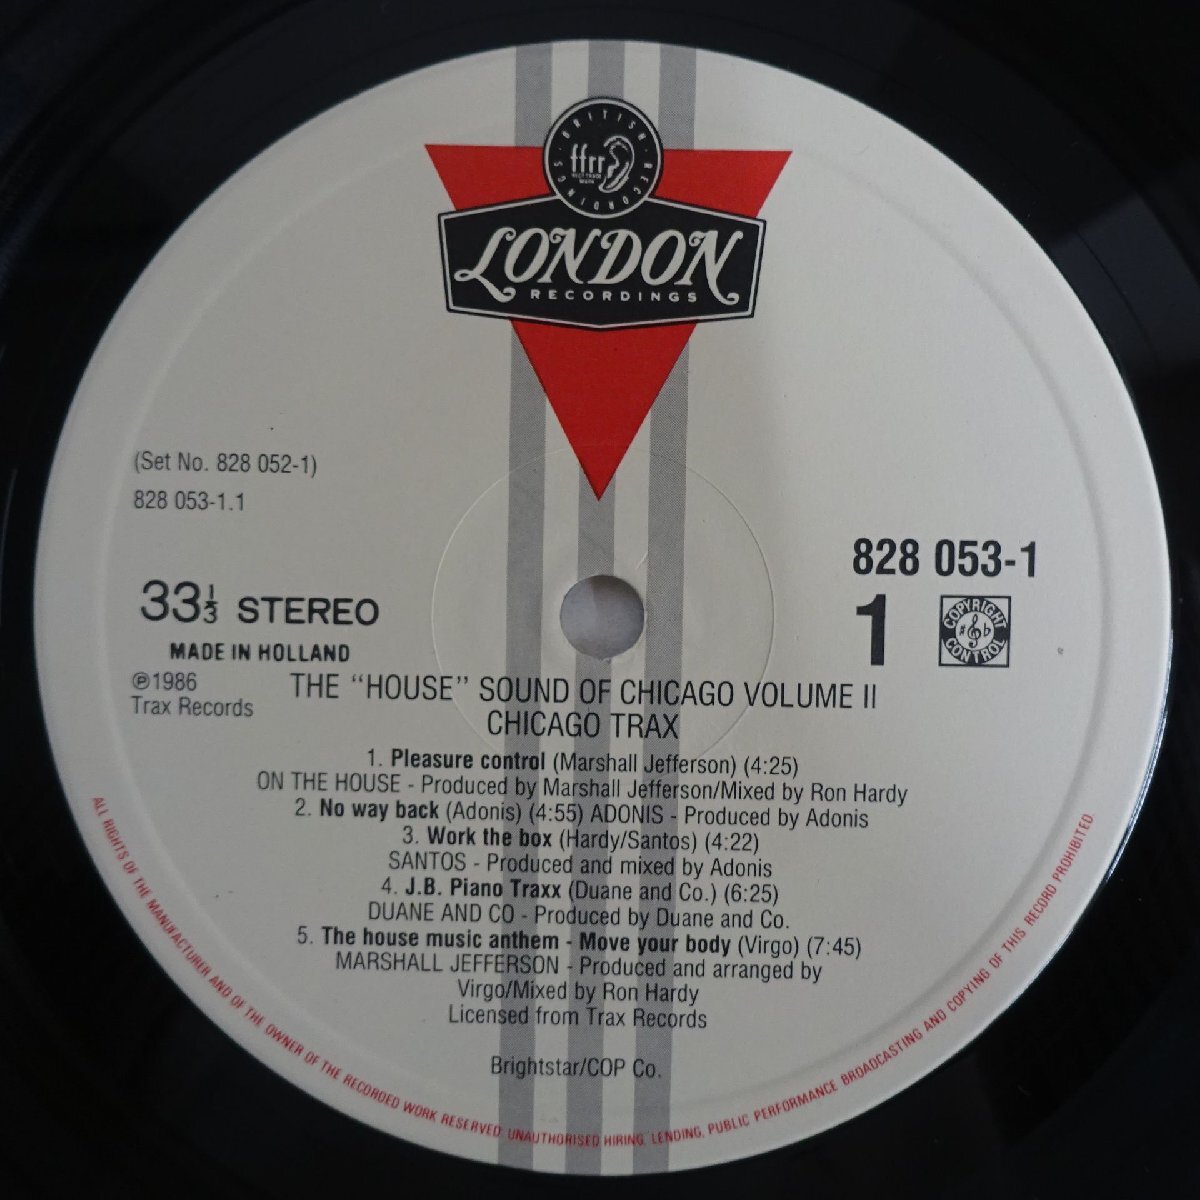 BRITISH · RECORDINGS ·
ffrr
LONDON
RECORDINGS
(Set No. 828 052-1)
828 053-1.1
828 053-1
33⅓ STEREO
1
COPYRIGHT CONTROL
MADE IN HOLLAND
℗1986
Trax Records
THE “HOUSE” SOUND OF CHICAGO VOLUME II
CHICAGO TRAX
1. Pleasure control (Marshall Jefferson) (4:25)
ON THE HOUSE - Produced by Marshall Jefferson/Mixed by Ron Hardy
2. No way back (Adonis) (4:55) ADONIS - Produced by Adonis
3. Work the box (Hardy/Santos) (4:22)
SANTOS - Produced and mixed by Adonis
4. J.B. Piano Traxx (Duane and Co.) (6:25)
DUANE AND CO - Produced by Duane and Co.
5. The house music anthem - Move your body (Virgo) (7:45)
MARSHALL JEFFERSON - Produced and arranged by
Virgo/Mixed by Ron Hardy
Licensed from Trax Records
Brightstar/COP Co.
ALL RIGHTS OF THE MANUFACTURER AND OF THE OWNER OF THE RECORDED WORK RESERVED. UNAUTHORISED HIRING, LENDING, PUBLIC PERFORMANCE BROADCASTING AND COPYING OF THIS RECORD PROHIBITED.